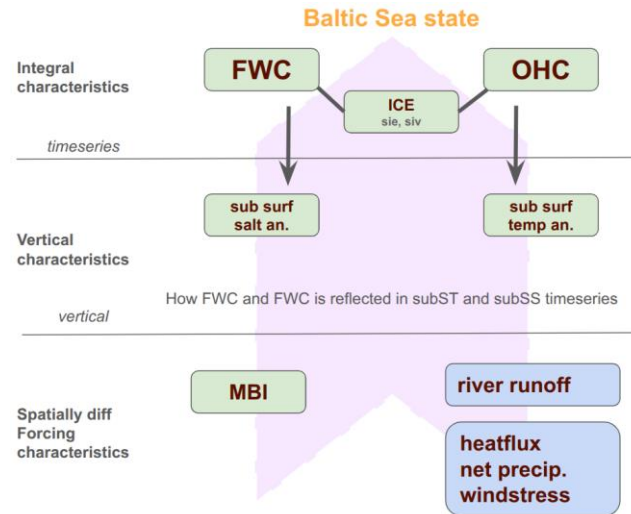 Baltic Sea state
Integral
characteristics
FWC
OHC
ICE
sie, siv
timeseries
sub surf
salt an.
sub surf
temp an.
Vertical
characteristics
How FWC and FWC is reflected in subST and subSS timeseries
vertical
MBI
river runoff
Spatially diff
Forcing
characteristics
heatflux
net precip.
windstress